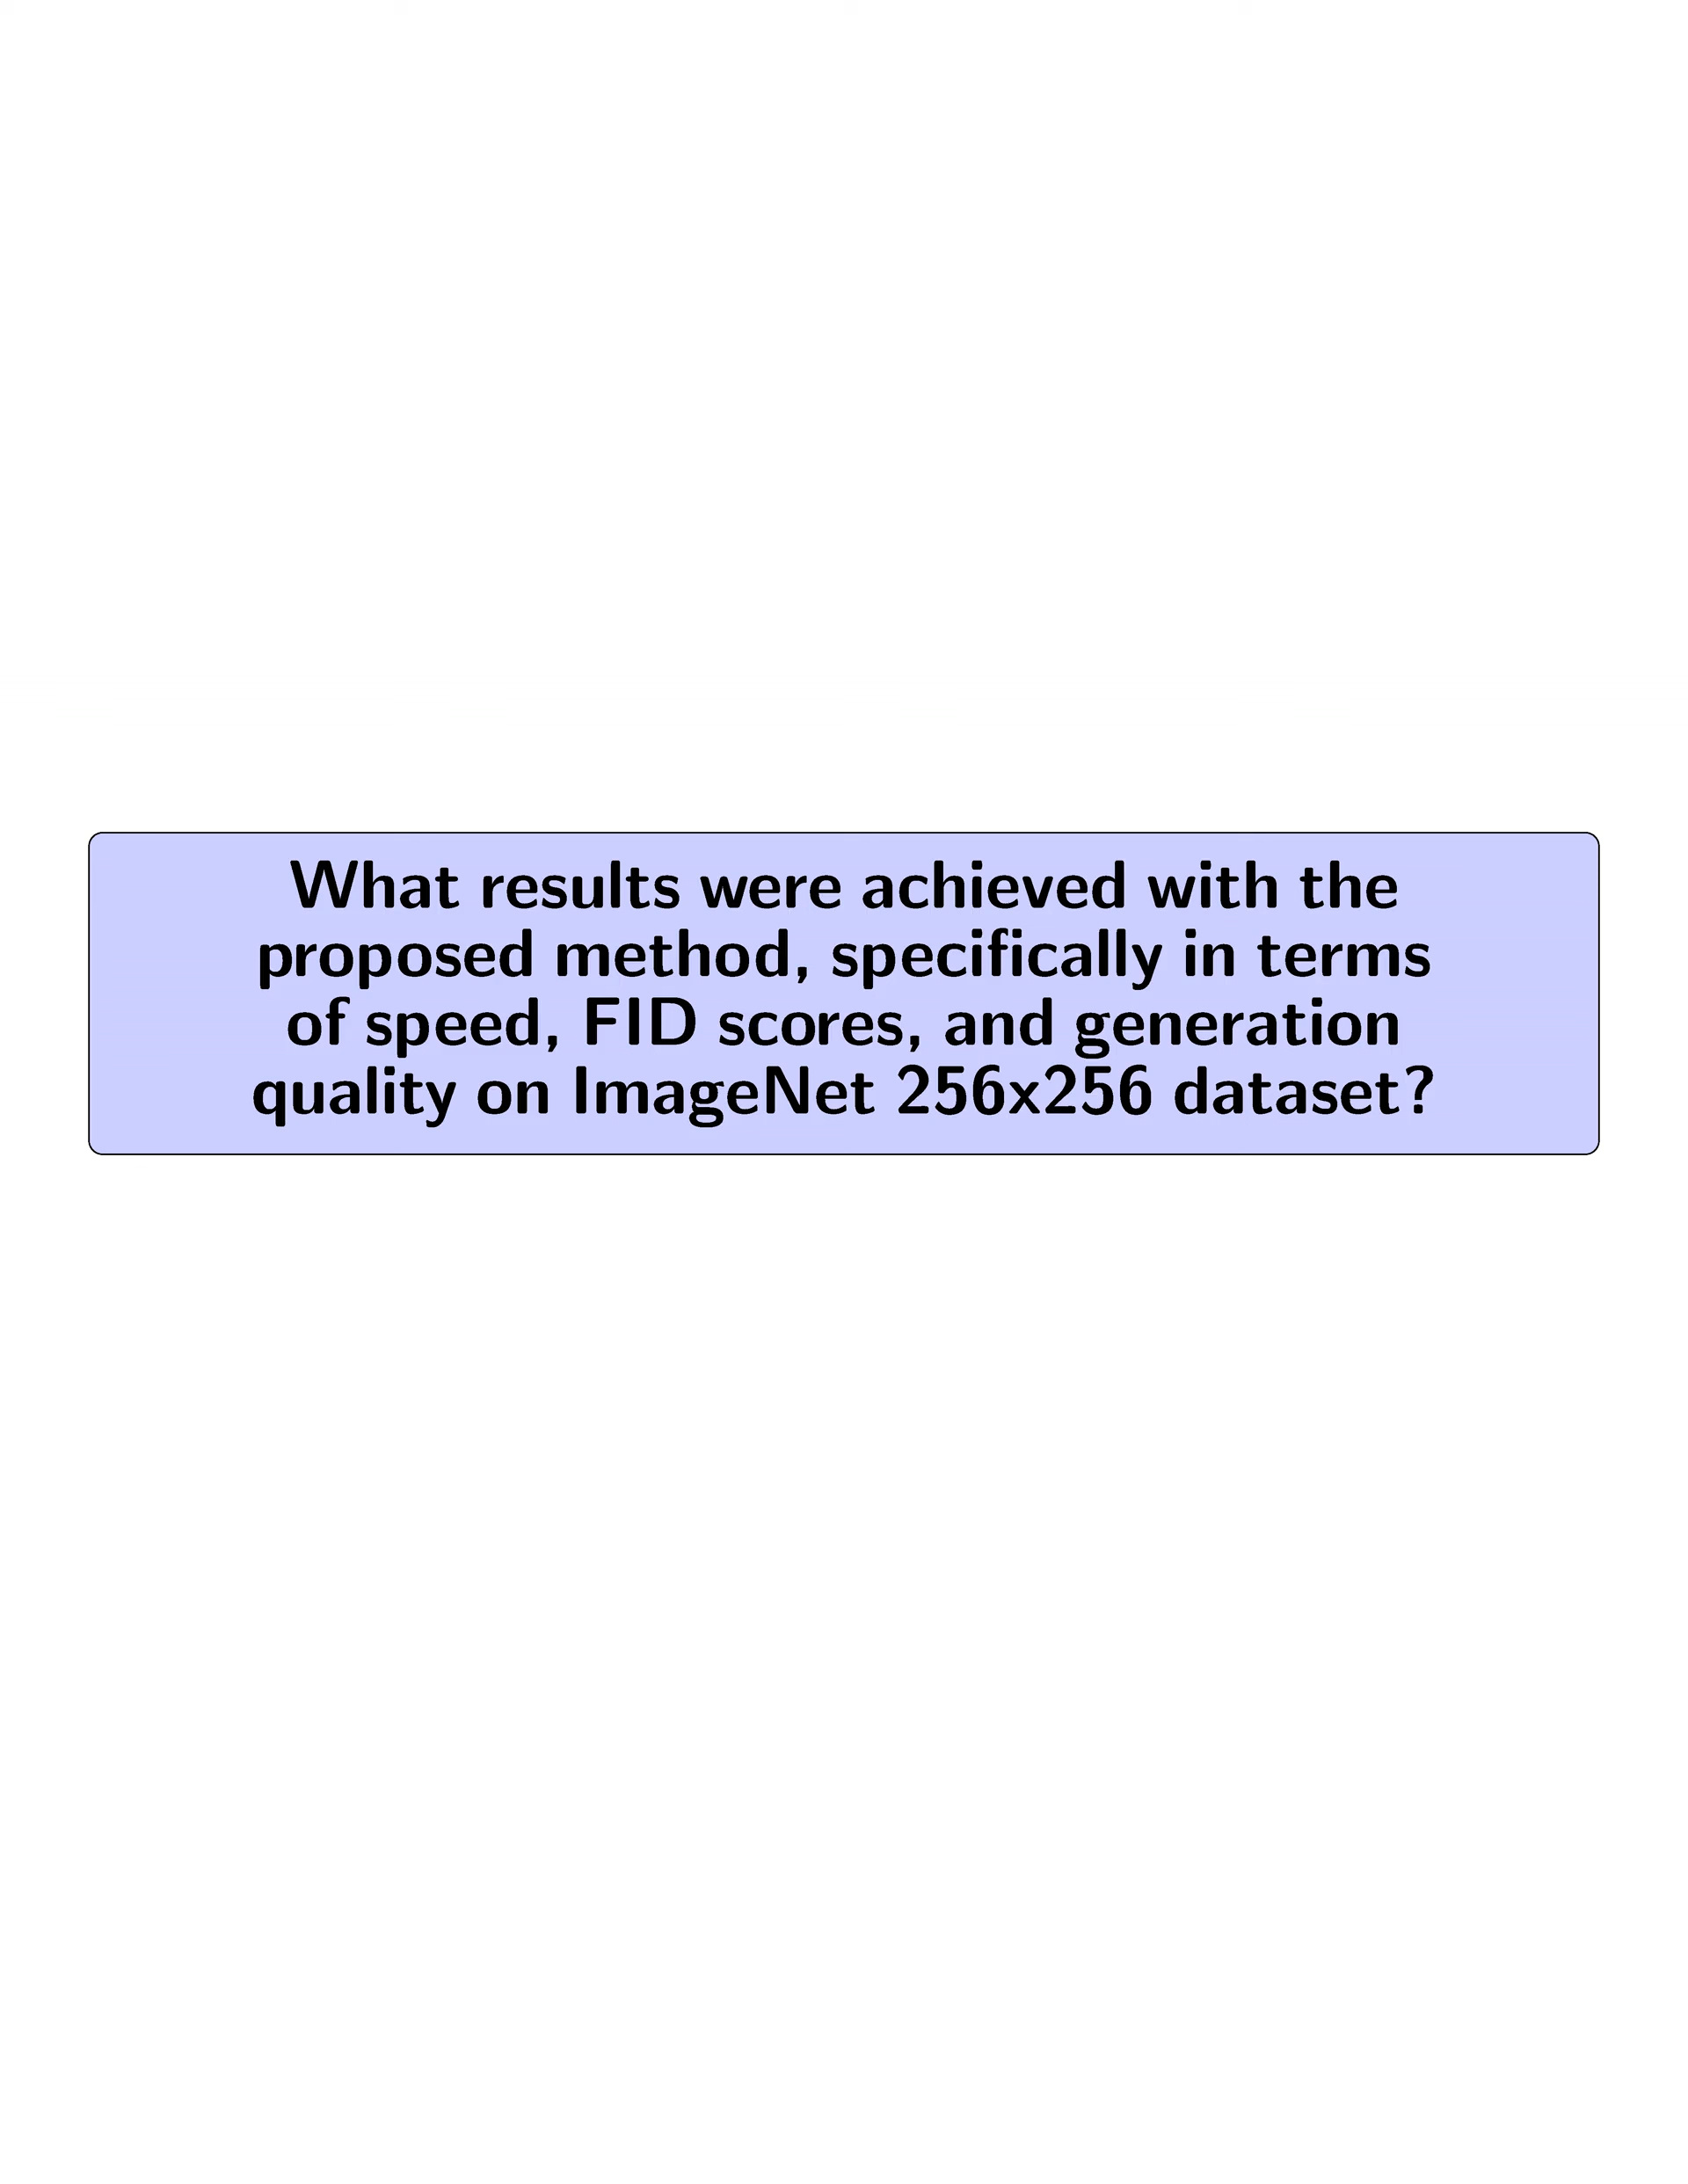 What results were achieved with the
proposed method, specifically in terms
of speed, FID scores, and generation
quality on ImageNet 256x256 dataset?